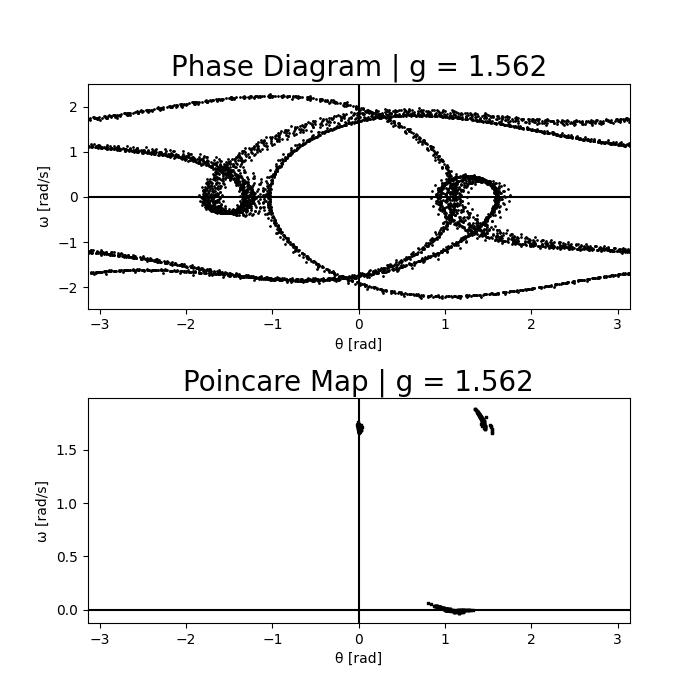 Phase Diagram | g = 1.562
2
1
0
−1
−2
ω [rad/s]
−3 −2 −1 0 1 2 3
θ [rad]
Poincare Map | g = 1.562
1.5
1.0
0.5
0.0
ω [rad/s]
−3 −2 −1 0 1 2 3
θ [rad]